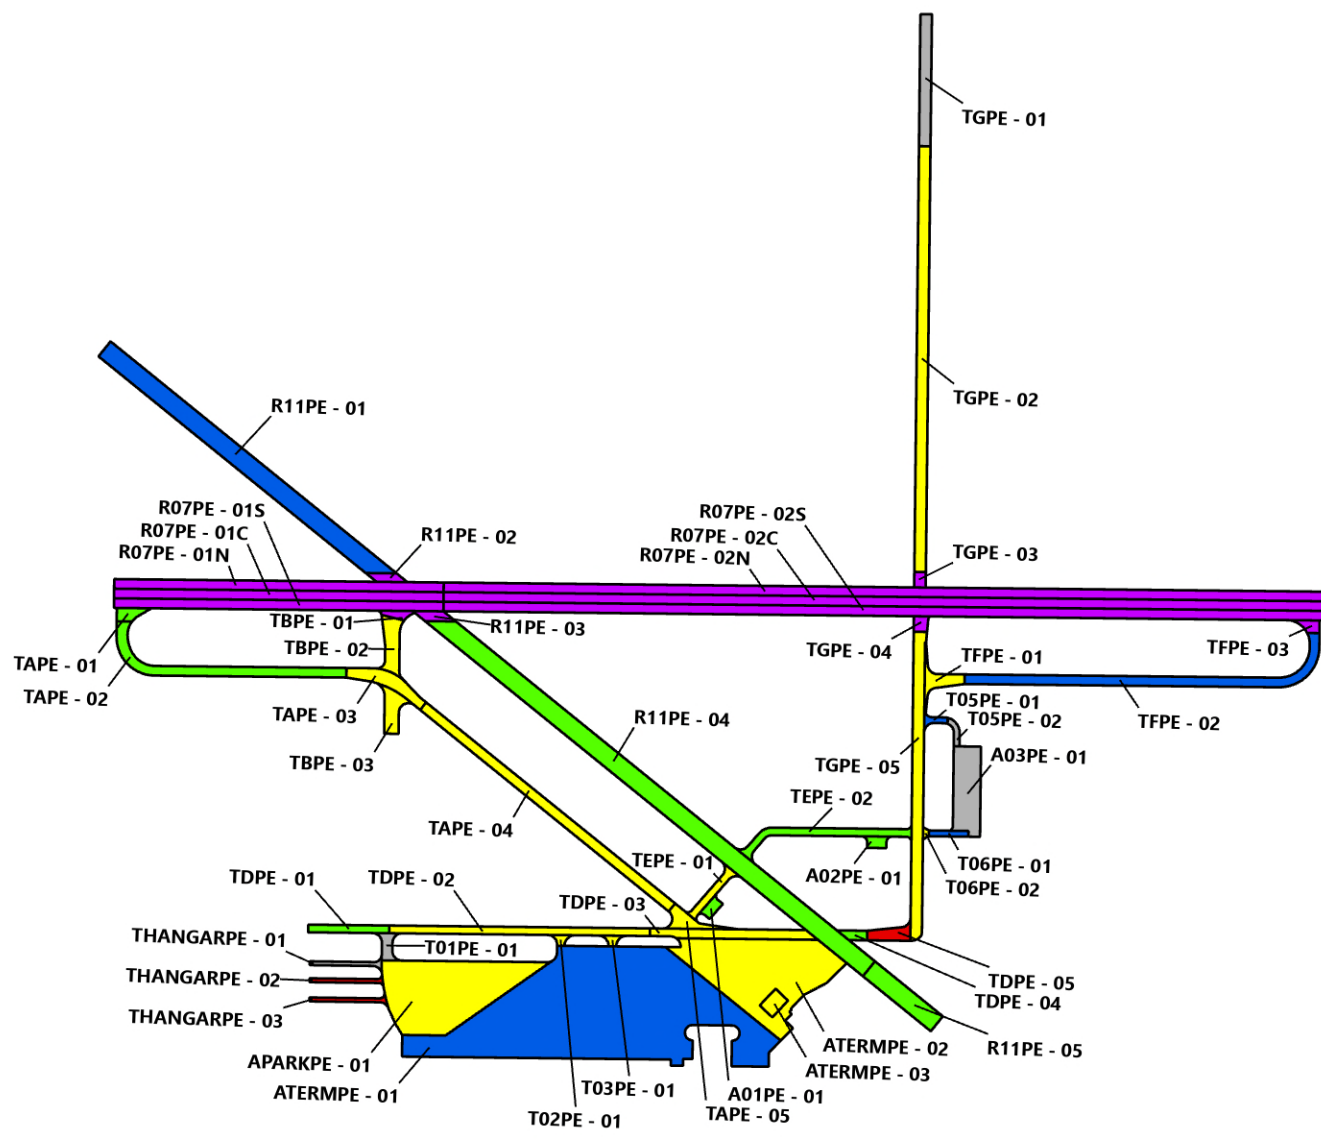 TGPE - 01
TGPE - 02
R11PE - 01
R07PE - 01S
R07PE - 01C
R07PE - 01N
R11PE - 02
R07PE - 02S
R07PE - 02C
R07PE - 02N
TGPE - 03
TBPE - 01
R11PE - 03
TBPE - 02
TGPE - 04
TFPE - 01
TFPE - 03
TAPE - 01
TAPE - 02
TAPE - 03
R11PE - 04
T05PE - 01
T05PE - 02
TFPE - 02
TBPE - 03
TGPE - 05
A03PE - 01
TEPE - 02
TAPE - 04
TEPE - 01
A02PE - 01
T06PE - 01
T06PE - 02
TDPE - 01
TDPE - 02
TDPE - 03
THANGARPE - 01
T01PE - 01
THANGARPE - 02
THANGARPE - 03
TDPE - 05
TDPE - 04
APARKPE - 01
ATERMPE - 01
ATERMPE - 02
R11PE - 05
ATERMPE - 03
T03PE - 01
A01PE - 01
T02PE - 01
TAPE - 05